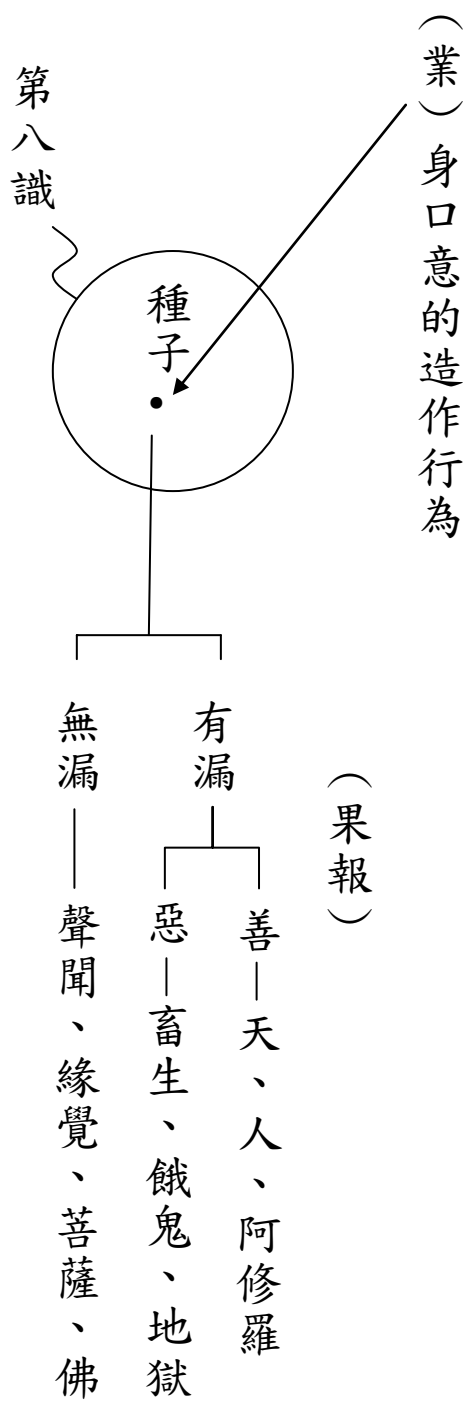 （業）身口意的造作行為
第八識
種子
（果報）
有漏
善—天、人、阿修羅
惡—畜生、餓鬼、地獄
無漏——聲聞、緣覺、菩薩、佛